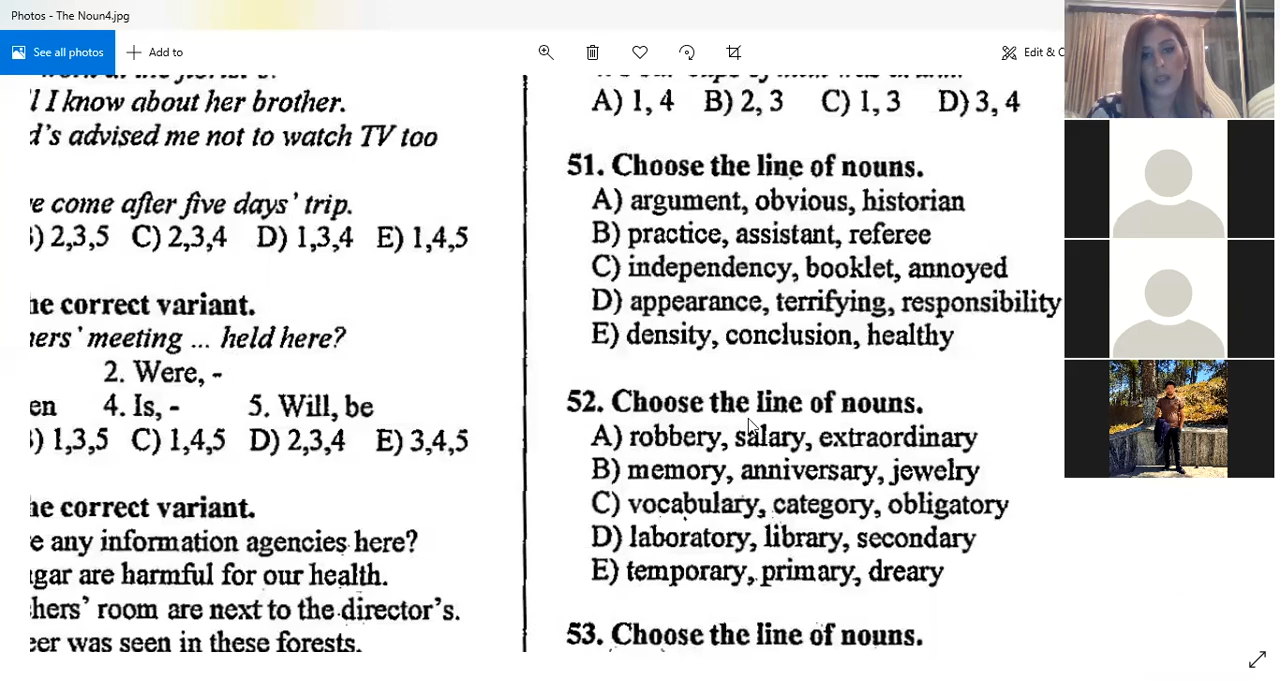 Photos - The Noun4.jpg
See all photos
Add to
Edit & C
l I know about her brother.
d's advised me not to watch TV too
e come after five days' trip.
) 2,3,5 C) 2,3,4 D) 1,3,4 E) 1,4,5
he correct variant.
ners' meeting ... held here?
2. Were, -
en 4. Is, - 5. Will, be
) 1,3,5 C) 1,4,5 D) 2,3,4 E) 3,4,5
he correct variant.
e any information agencies here?
gar are harmful for our health.
hers' room are next to the director's.
eer was seen in these forests.
A) 1, 4 B) 2, 3 C) 1, 3 D) 3, 4
51. Choose the line of nouns.
A) argument, obvious, historian
B) practice, assistant, referee
C) independency, booklet, annoyed
D) appearance, terrifying, responsibility
E) density, conclusion, healthy
52. Choose the line of nouns.
A) robbery, salary, extraordinary
B) memory, anniversary, jewelry
C) vocabulary, category, obligatory
D) laboratory, library, secondary
E) temporary, primary, dreary
53. Choose the line of nouns.